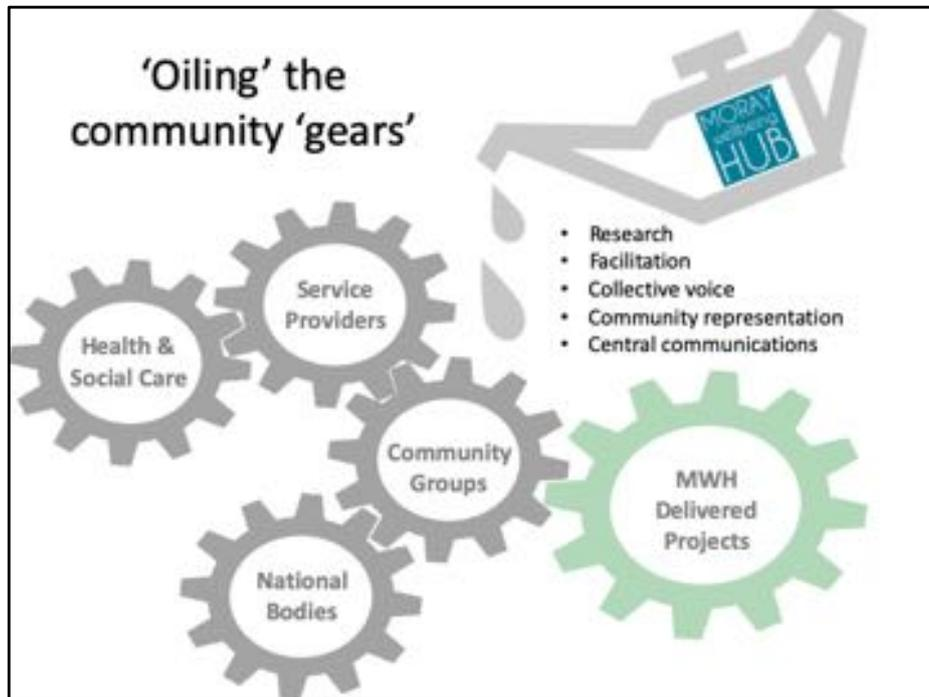 ‘Oiling’ the
community ‘gears’
MORAY
wellbeing
HUB
• Research
• Facilitation
• Collective voice
• Community representation
• Central communications
Service
Providers
Health &
Social Care
Community
Groups
MWH
Delivered
Projects
National
Bodies